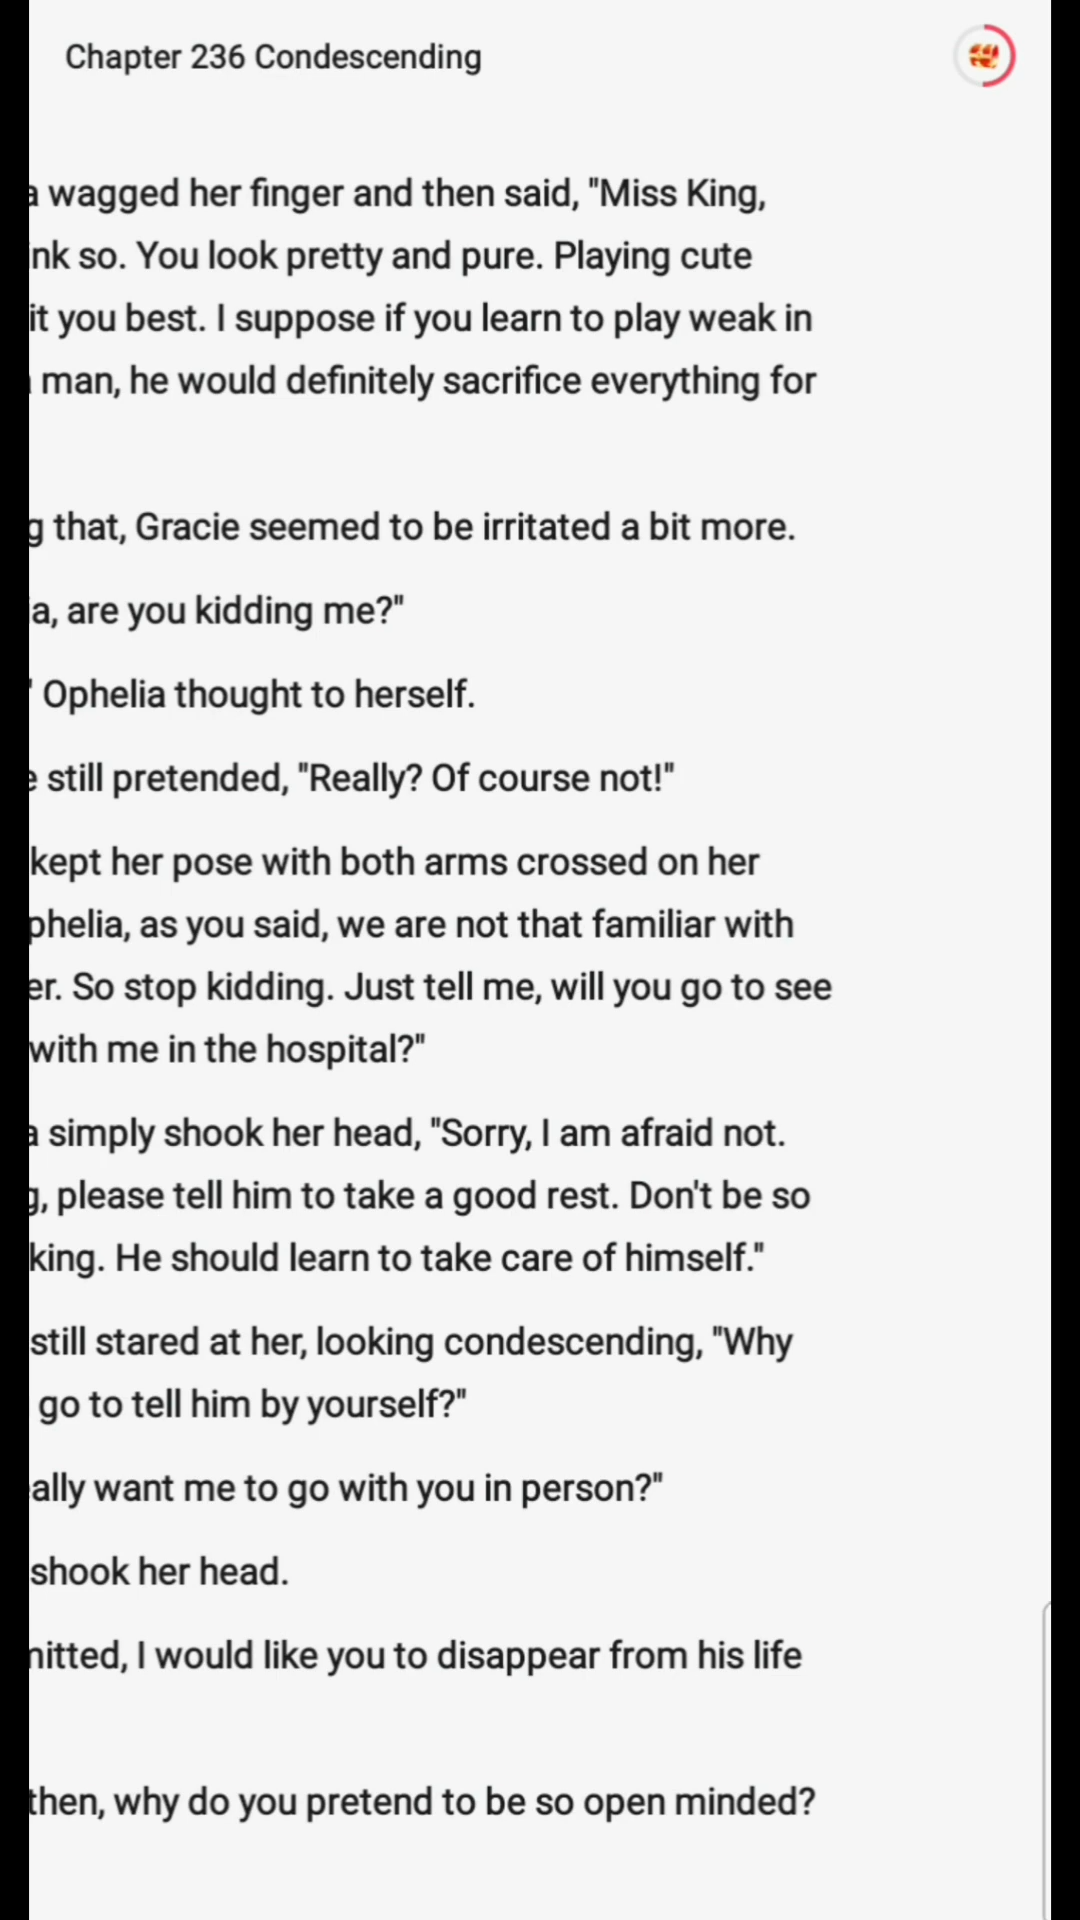 Chapter 236 Condescending
a wagged her finger and then said, "Miss King,
nk so. You look pretty and pure. Playing cute
it you best. I suppose if you learn to play weak in
man, he would definitely sacrifice everything for
g that, Gracie seemed to be irritated a bit more.
ia, are you kidding me?"
" Ophelia thought to herself.
e still pretended, "Really? Of course not!"
kept her pose with both arms crossed on her
phelia, as you said, we are not that familiar with
er. So stop kidding. Just tell me, will you go to see
with me in the hospital?"
a simply shook her head, "Sorry, I am afraid not.
g, please tell him to take a good rest. Don't be so
king. He should learn to take care of himself."
still stared at her, looking condescending, "Why
go to tell him by yourself?"
ally want me to go with you in person?"
shook her head.
mitted, I would like you to disappear from his life
then, why do you pretend to be so open minded?